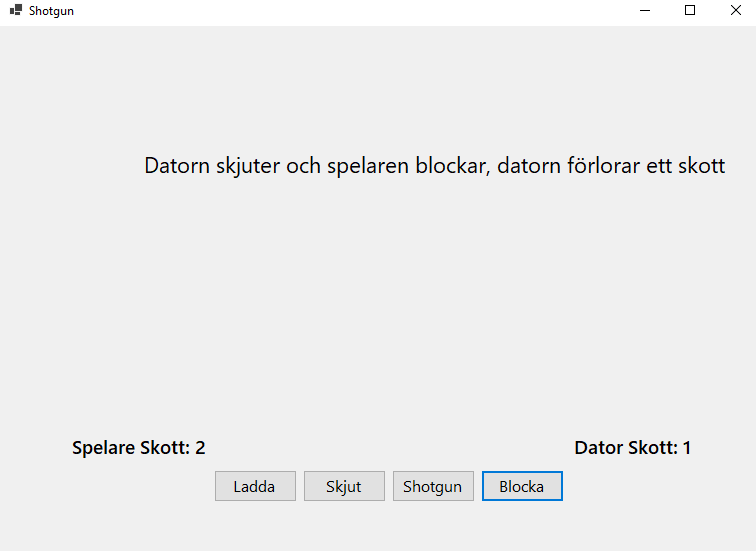 Shotgun
Datorn skjuter och spelaren blockar, datorn förlorar ett skott
Spelare Skott: 2
Dator Skott: 1
Ladda
Skjut
Shotgun
Blocka